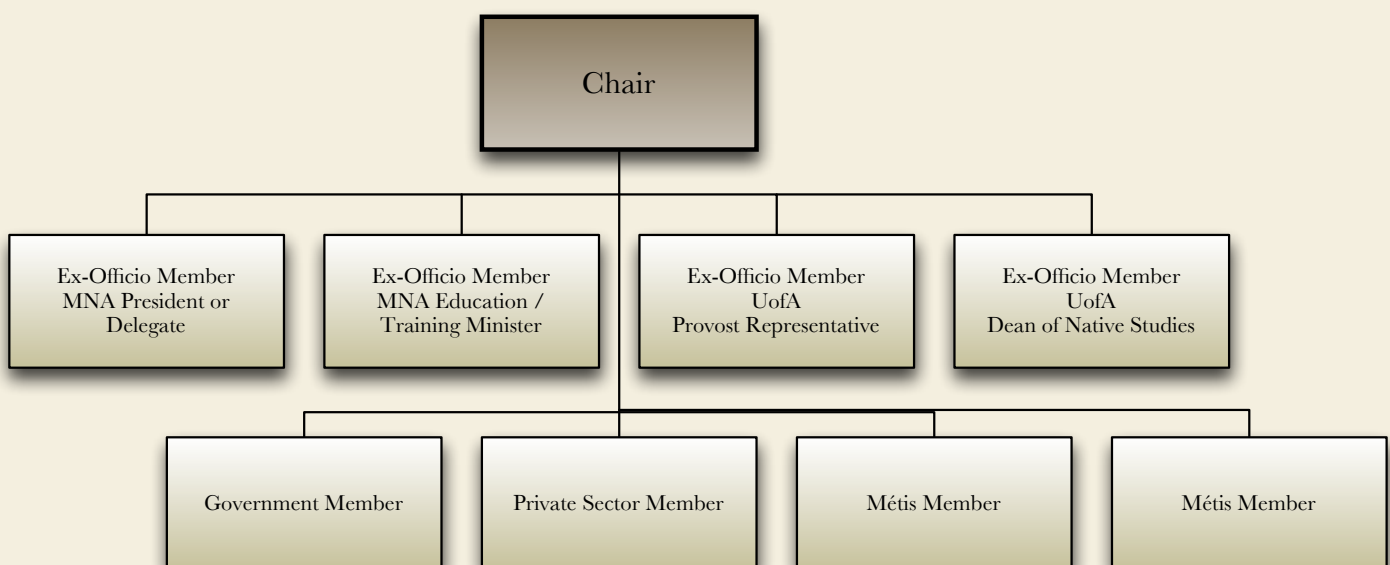 Chair
Ex-Officio Member
MNA President or
Delegate
Ex-Officio Member
MNA Education /
Training Minister
Ex-Officio Member
UofA
Provost Representative
Ex-Officio Member
UofA
Dean of Native Studies
Government Member
Private Sector Member
Métis Member
Métis Member